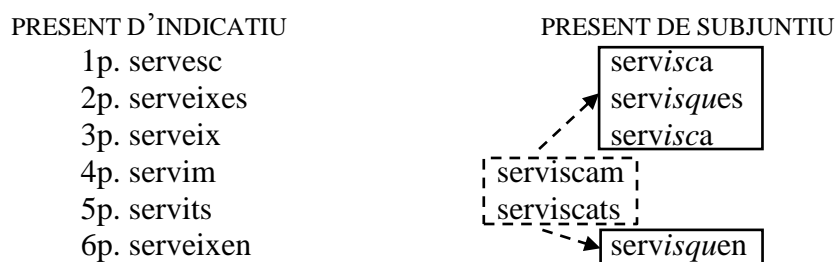 PRESENT D’INDICATIU PRESENT DE SUBJUNTIU
1p. servesc servisca
2p. serveixes servisques
3p. serveix servisca
4p. servim serviscam
5p. servits serviscats
6p. serveixen servisquen